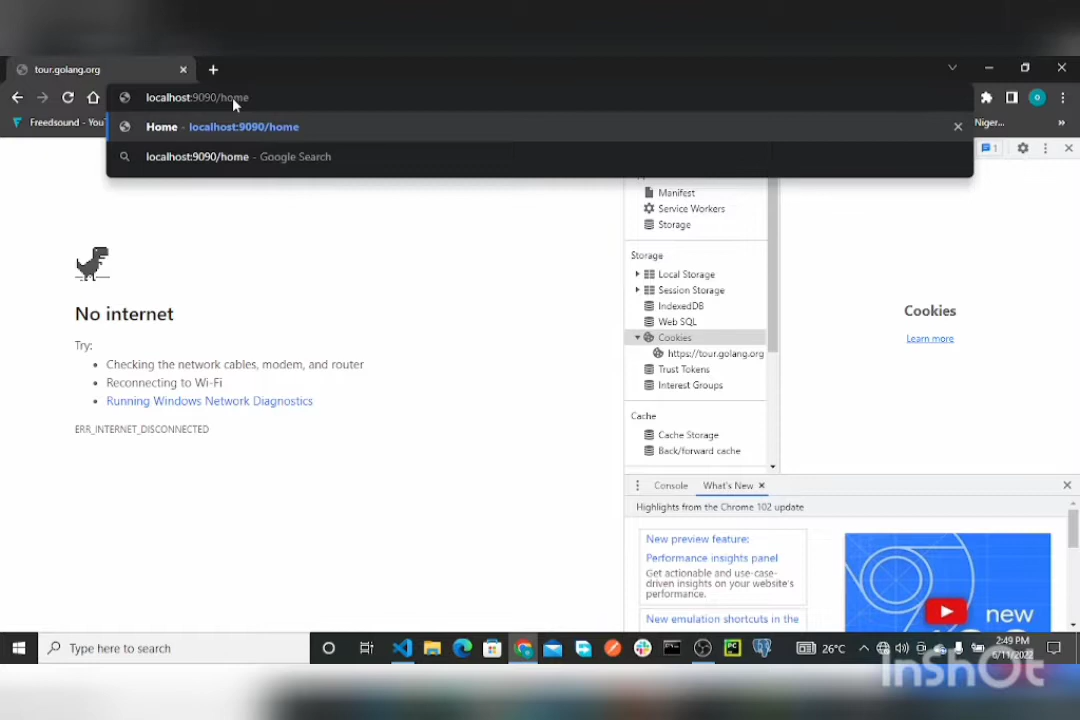 tour.golang.org
localhost:9090/home
Home - localhost:9090/home
localhost:9090/home - Google Search
Freedsound - You
Niger...
1
Manifest
Service Workers
Storage
Storage
Local Storage
Session Storage
IndexedDB
Web SQL
Cookies
https://tour.golang.org
Trust Tokens
Interest Groups
Cache
Cache Storage
Back/forward cache
Cookies
Learn more
No internet
Try:
Checking the network cables, modem, and router
Reconnecting to Wi-Fi
Running Windows Network Diagnostics
ERR_INTERNET_DISCONNECTED
Console
What's New
Highlights from the Chrome 102 update
New preview feature:
Performance insights panel
Get actionable and use-case-
driven insights on your website's
performance.
New emulation shortcuts in the
new
Type here to search
PC
26°C
2:49 PM
6/11/2022
InShOt